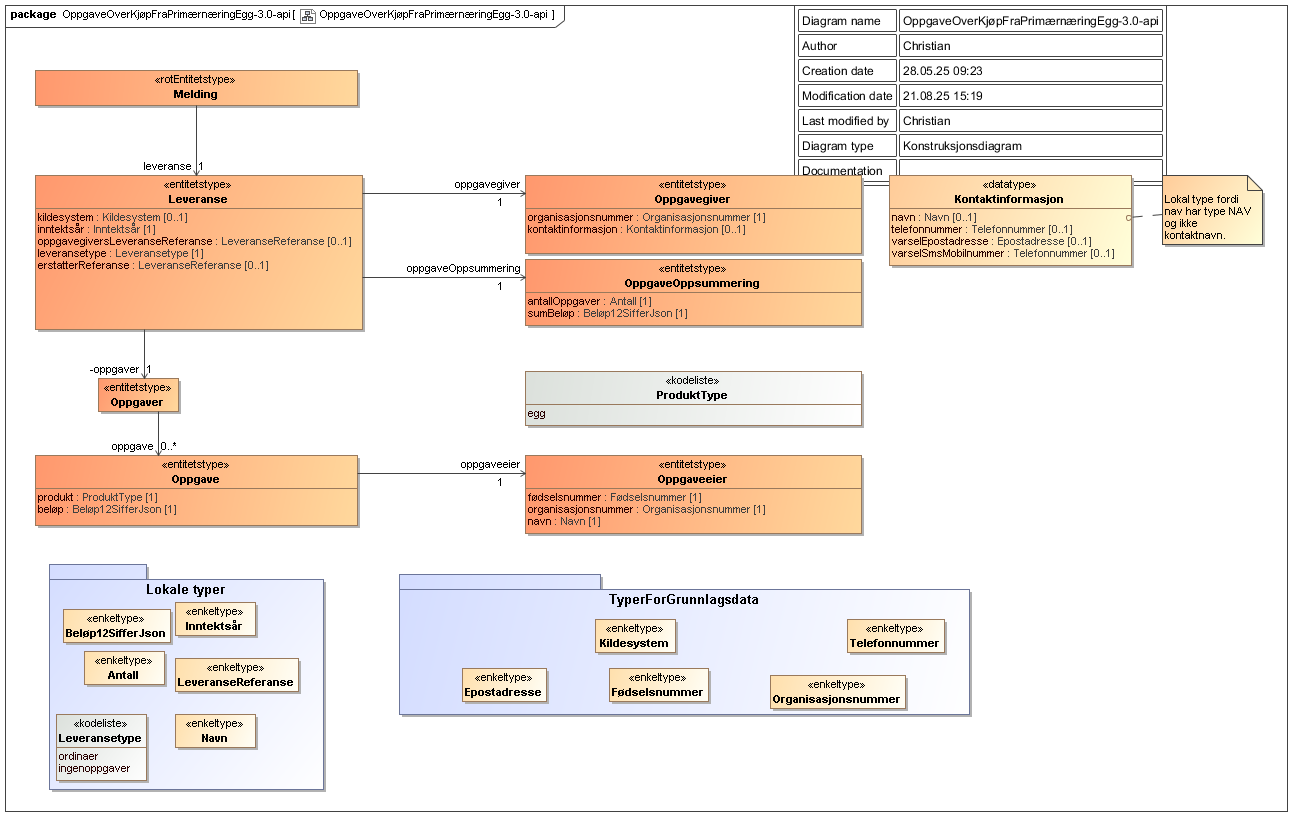 package OppgaveOverKjøpFraPrimærnæringEgg-3.0-api [ OppgaveOverKjøpFraPrimærnæringEgg-3.0-api ]
Diagram name OppgaveOverKjøpFraPrimærnæringEgg-3.0-api
Author Christian
Creation date 28.05.25 09:23
Modification date 21.08.25 15:19
Last modified by Christian
Diagram type Konstruksjonsdiagram
Documentation
«rotEntitetstype»
Melding
leveranse 1
«entitetstype»
Leveranse
kildesystem : Kildesystem [0..1]
inntektsår : Inntektsår [1]
oppgavegiversLeveranseReferanse : LeveranseReferanse [0..1]
leveransetype : Leveransetype [1]
erstatterReferanse : LeveranseReferanse [0..1]
oppgavegiver
1
«entitetstype»
Oppgavegiver
organisasjonsnummer : Organisasjonsnummer [1]
kontaktinformasjon : Kontaktinformasjon [0..1]
«datatype»
Kontaktinformasjon
navn : Navn [0..1]
telefonnummer : Telefonnummer [0..1]
varselEpostadresse : Epostadresse [0..1]
varselSmsMobilnummer : Telefonnummer [0..1]
Lokal type fordi
nav har type NAV
og ikke
kontaktnavn.
oppgaveOppsummering
1
«entitetstype»
OppgaveOppsummering
antallOppgaver : Antall [1]
sumBeløp : Beløp12SifferJson [1]
-oppgaver 1
«entitetstype»
Oppgaver
«kodeliste»
ProduktType
egg
oppgave 0..*
«entitetstype»
Oppgave
produkt : ProduktType [1]
beløp : Beløp12SifferJson [1]
oppgaveeier
1
«entitetstype»
Oppgaveeier
fødselsnummer : Fødselsnummer [1]
organisasjonsnummer : Organisasjonsnummer [1]
navn : Navn [1]
Lokale typer
«enkeltype»
Beløp12SifferJson
«enkeltype»
Inntektsår
«enkeltype»
Antall
«enkeltype»
LeveranseReferanse
«kodeliste»
Leveransetype
ordinaer
ingenoppgaver
«enkeltype»
Navn
TyperForGrunnlagsdata
«enkeltype»
Kildesystem
«enkeltype»
Telefonnummer
«enkeltype»
Epostadresse
«enkeltype»
Fødselsnummer
«enkeltype»
Organisasjonsnummer